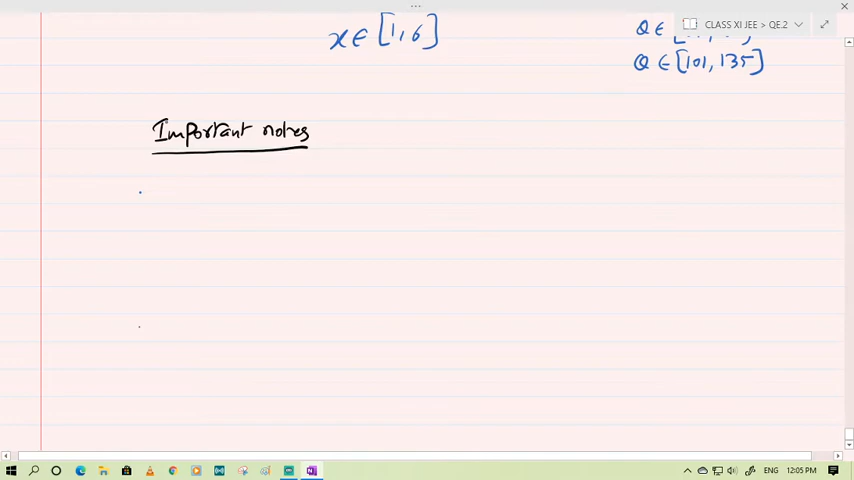 CLASS XI JEE > QE.2
x ∈ [1, 6]
Q ∈
Q ∈ [101, 135]
Important notes
ENG
12:05 PM